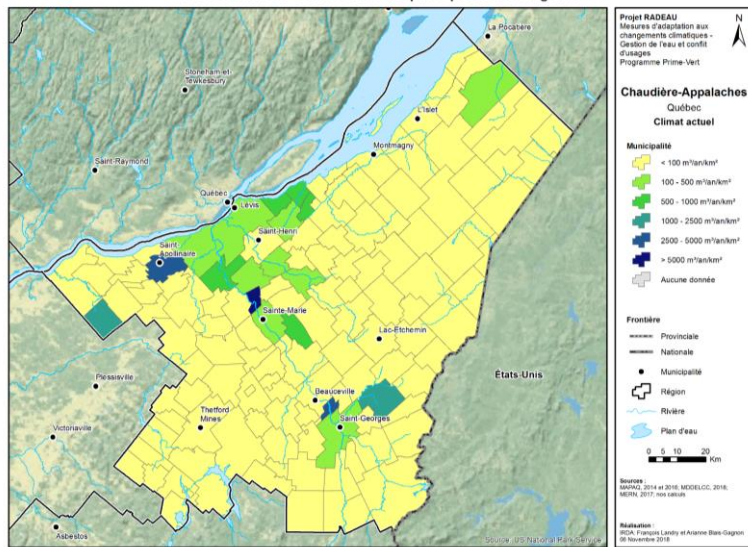 La Pocatière
Stoneham-et-
Tewkesbury
L'Islet
Montmagny
Saint-Raymond
Québec
Lévis
Saint-Henri
Saint
Apollinaire
Sainte-Marie
Lac-Etchemin
États-Unis
Plessisville
Beauceville
Saint-Georges
Thetford
Mines
Victoriaville
Asbestos
Source: US National Park Service
Projet RADEAU
Mesures d'adaptation aux
changements climatiques -
Gestion de l'eau et conflit
d'usages
Programme Prime-Vert
N
Chaudière-Appalaches
Québec
Climat actuel
Municipalité
< 100 m³/an/km²
100 - 500 m³/an/km²
500 - 1000 m³/an/km²
1000 - 2500 m³/an/km²
2500 - 5000 m³/an/km²
> 5000 m³/an/km²
Aucune donnée
Frontière
Provinciale
Nationale
Municipalité
Région
Rivière
Plan d'eau
0 5 10 20
Km
Sources :
MAPAQ, 2014 et 2016; MDDELCC, 2016;
MERN, 2017; nos calculs
Réalisation :
IRDA: François Landry et Arianne Blais-Gagnon
06 Novembre 2018